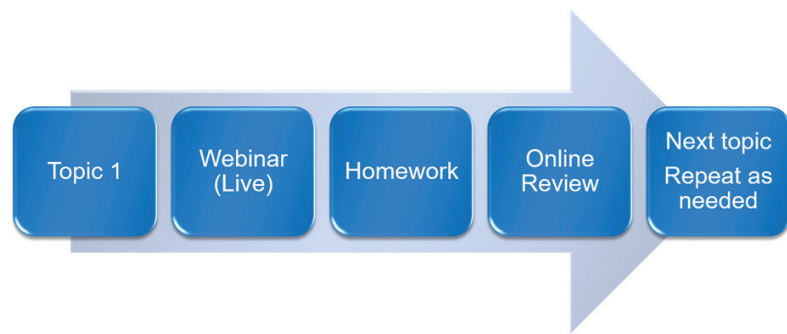 Topic 1
Webinar
(Live)
Homework
Online
Review
Next topic
Repeat as
needed